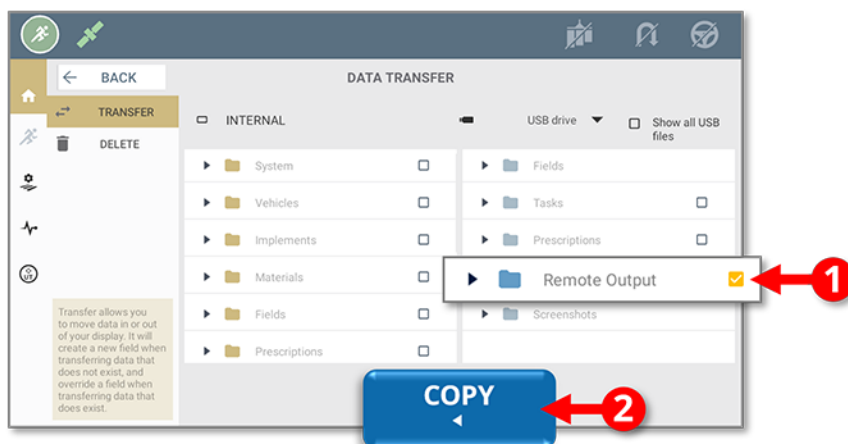 BACK
DATA TRANSFER
TRANSFER
DELETE
INTERNAL
USB drive
Show all USB
files
System
Vehicles
Implements
Materials
Fields
Prescriptions
Fields
Tasks
Prescriptions
Remote Output
Screenshots
1
UT
Transfer allows you
to move data in or out
of your display. It will
create a new field when
transferring data that
does not exist, and
override a field when
transferring data that
does exist.
COPY
2